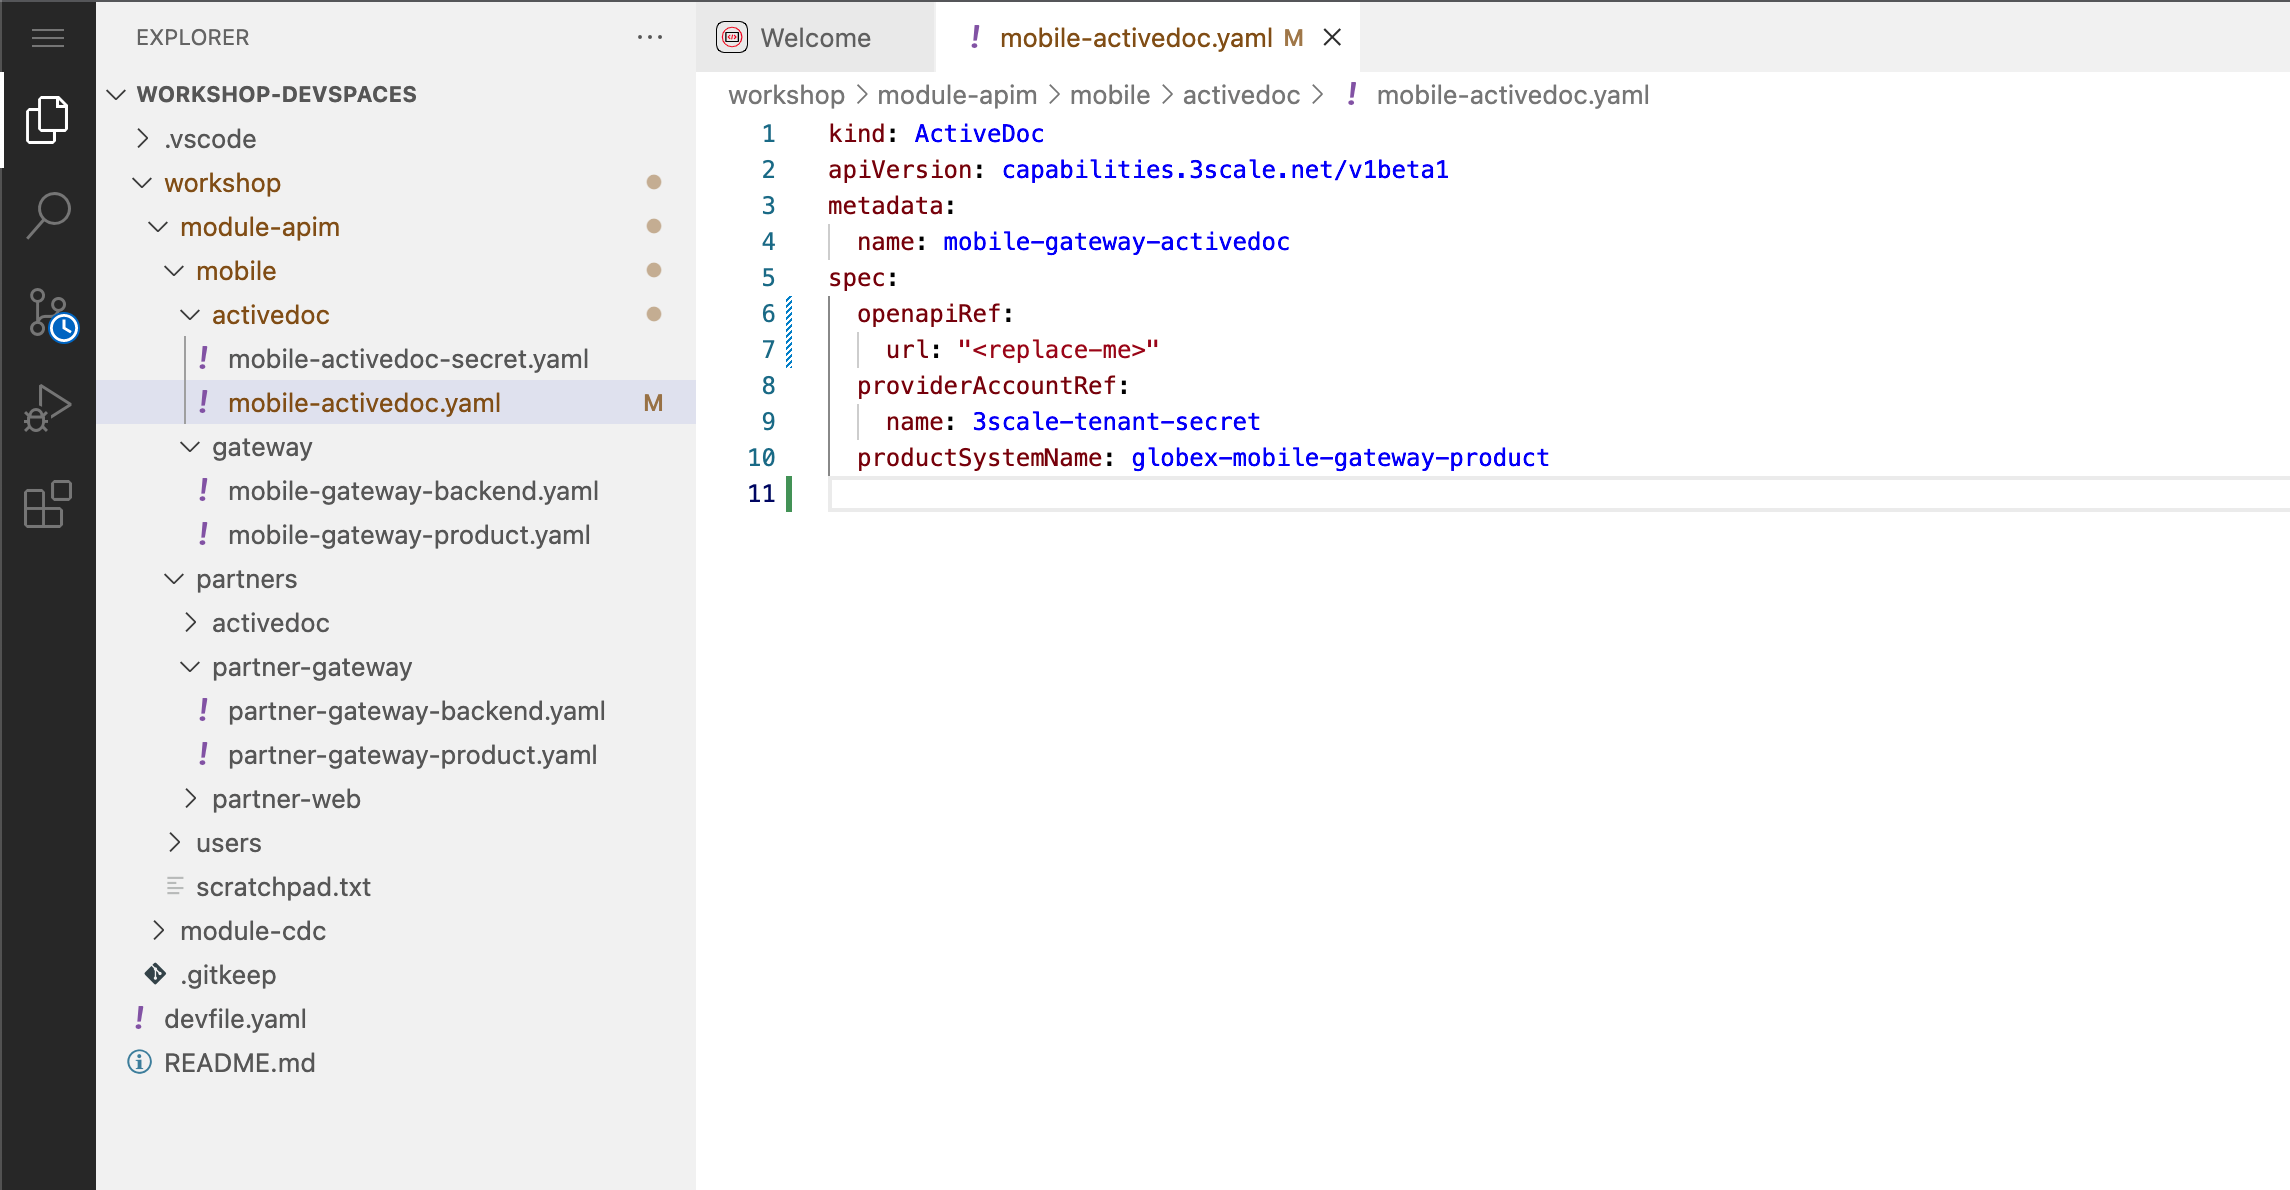 EXPLORER
WORKSHOP-DEVSPACES
.vscode
workshop
module-apim
mobile
activedoc
! mobile-activedoc-secret.yaml
! mobile-activedoc.yaml M
gateway
! mobile-gateway-backend.yaml
! mobile-gateway-product.yaml
partners
activedoc
partner-gateway
! partner-gateway-backend.yaml
! partner-gateway-product.yaml
partner-web
users
scratchpad.txt
module-cdc
.gitkeep
! devfile.yaml
README.md
Welcome
! mobile-activedoc.yaml M
workshop > module-apim > mobile > activedoc > ! mobile-activedoc.yaml
1 kind: ActiveDoc
2 apiVersion: capabilities.3scale.net/v1beta1
3 metadata:
4   name: mobile-gateway-activedoc
5 spec:
6   openapiRef:
7     url: "<replace-me>"
8   providerAccountRef:
9     name: 3scale-tenant-secret
10   productSystemName: globex-mobile-gateway-product
11